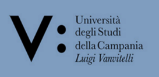 V:
Università
degli Studi
della Campania
Luigi Vanvitelli